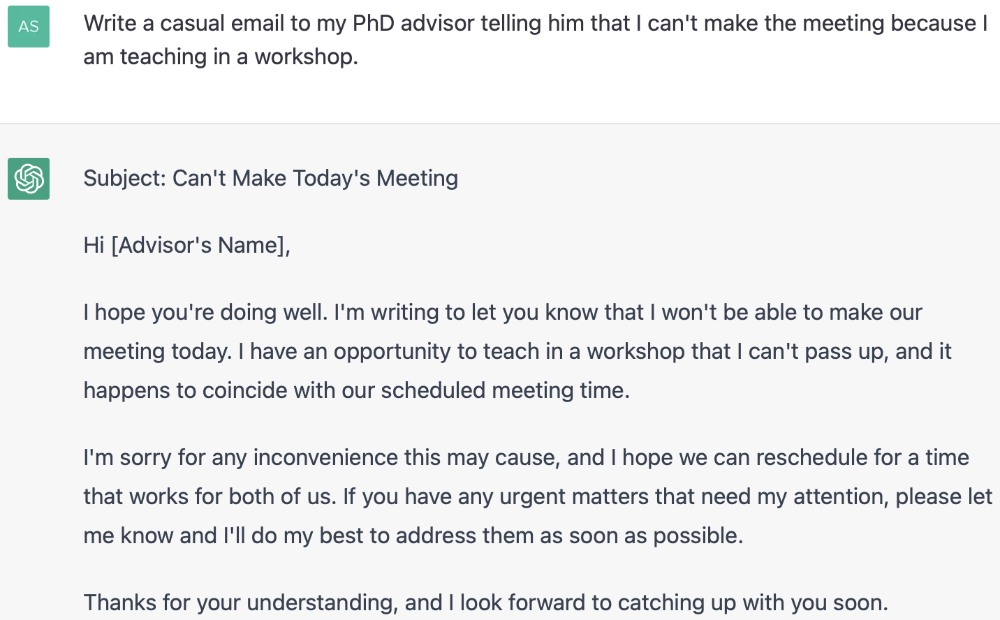 AS
Write a casual email to my PhD advisor telling him that I can't make the meeting because I
am teaching in a workshop.
Subject: Can't Make Today's Meeting
Hi [Advisor's Name],
I hope you're doing well. I'm writing to let you know that I won't be able to make our
meeting today. I have an opportunity to teach in a workshop that I can't pass up, and it
happens to coincide with our scheduled meeting time.
I'm sorry for any inconvenience this may cause, and I hope we can reschedule for a time
that works for both of us. If you have any urgent matters that need my attention, please let
me know and I'll do my best to address them as soon as possible.
Thanks for your understanding, and I look forward to catching up with you soon.